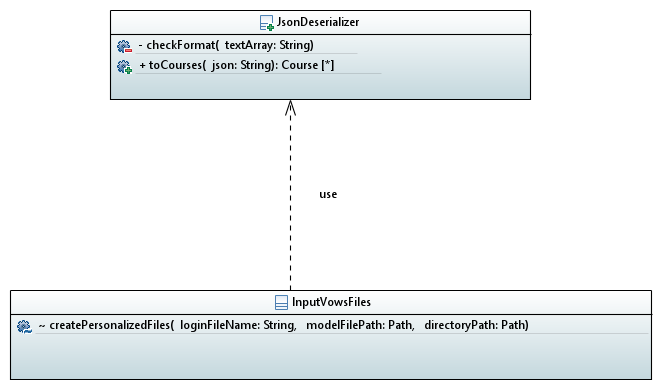 JsonDeserializer
- checkFormat( textArray: String)
+ toCourses( json: String): Course [*]
use
InputVowsFiles
~ createPersonalizedFiles( loginFileName: String, modelFilePath: Path, directoryPath: Path)